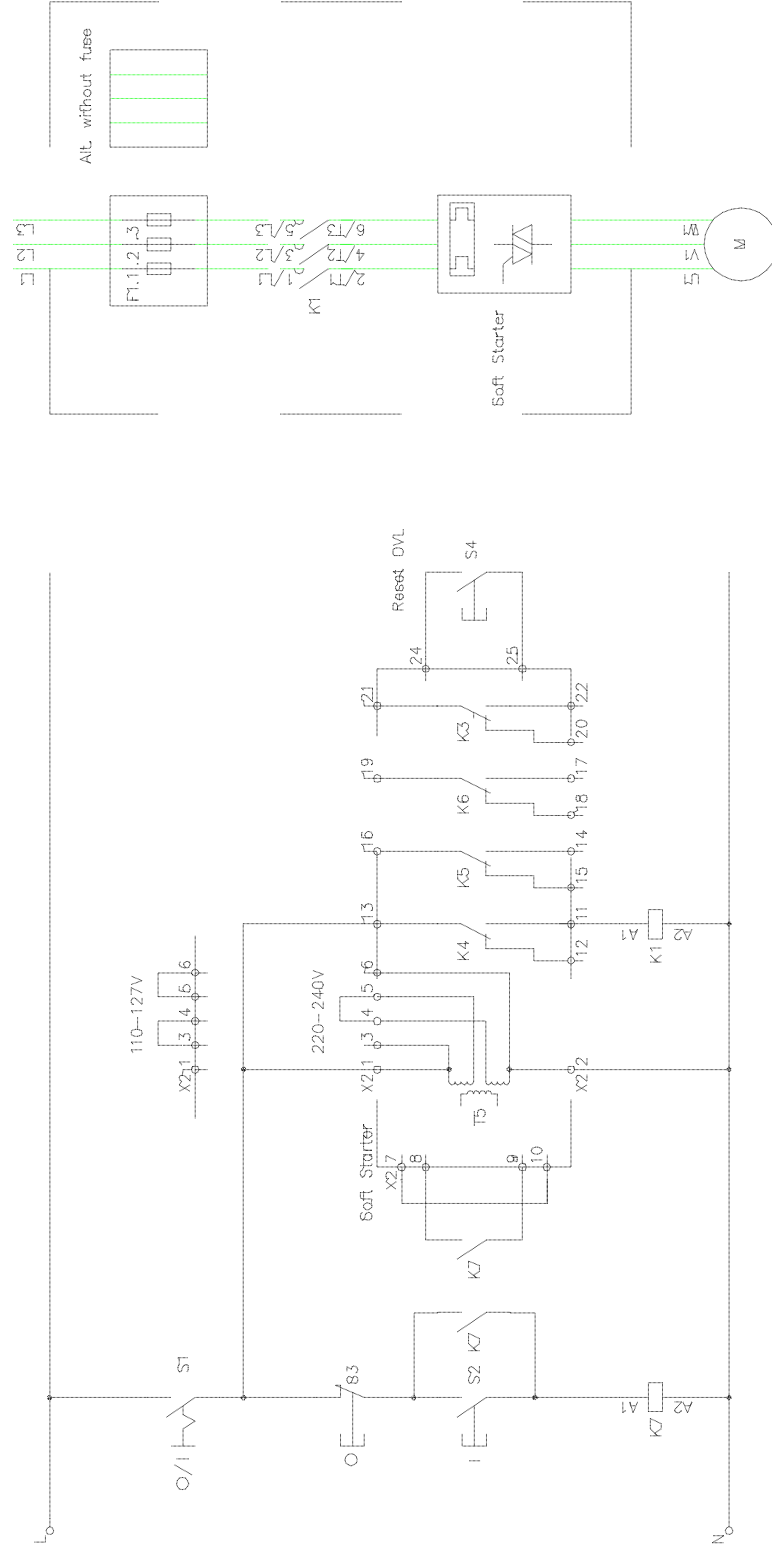 Alt. without fuse
L1
L2
L3
F1.1 .2 .3
1/L1
3/L2
5/L3
K1
2/T1
4/T2
6/T3
Soft Starter
U1
V1
W1
M
L
O/I
S1
110-127V
X2 1
3
4
5
6
220-240V
X2 1
3
4
5
6
13
16
19
21
Soft Starter
X2 7
8
9
10
T5
K4
K5
K6
K3
24
25
Reset OVL
S4
X2 2
12
11
15
14
18
17
20
22
K7
O
S3
I
S2
K7
A1
K7
A2
A1
K1
A2
N